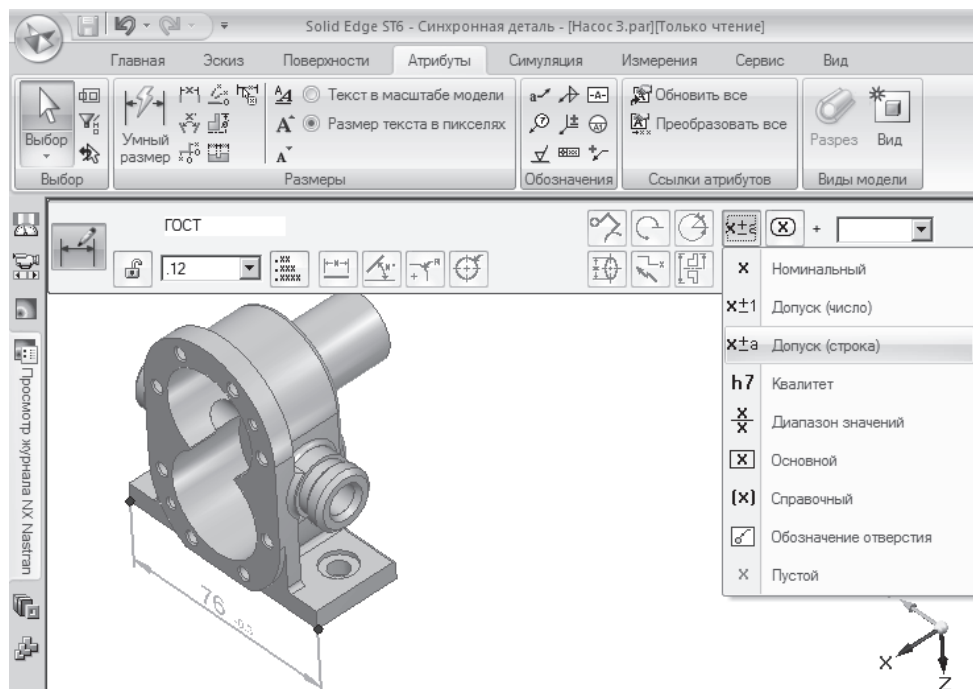 Solid Edge ST6 - Синхронная деталь - [Насос 3.par][Только чтение]
Главная Эскиз Поверхности Атрибуты Симуляция Измерения Сервис Вид
Выбор
Умный размер
Текст в масштабе модели
Размер текста в пикселях
Обновить все
Преобразовать все
Разрез Вид
Выбор Размеры Обозначения Ссылки атрибутов Виды модели
ГОСТ
.12
Номинальный
x±1 Допуск (число)
x±a Допуск (строка)
h7 Квалитет
Диапазон значений
Основной
(x) Справочный
Обозначение отверстия
Пустой
Просмотр журнала NX Nastran
76
X
Z